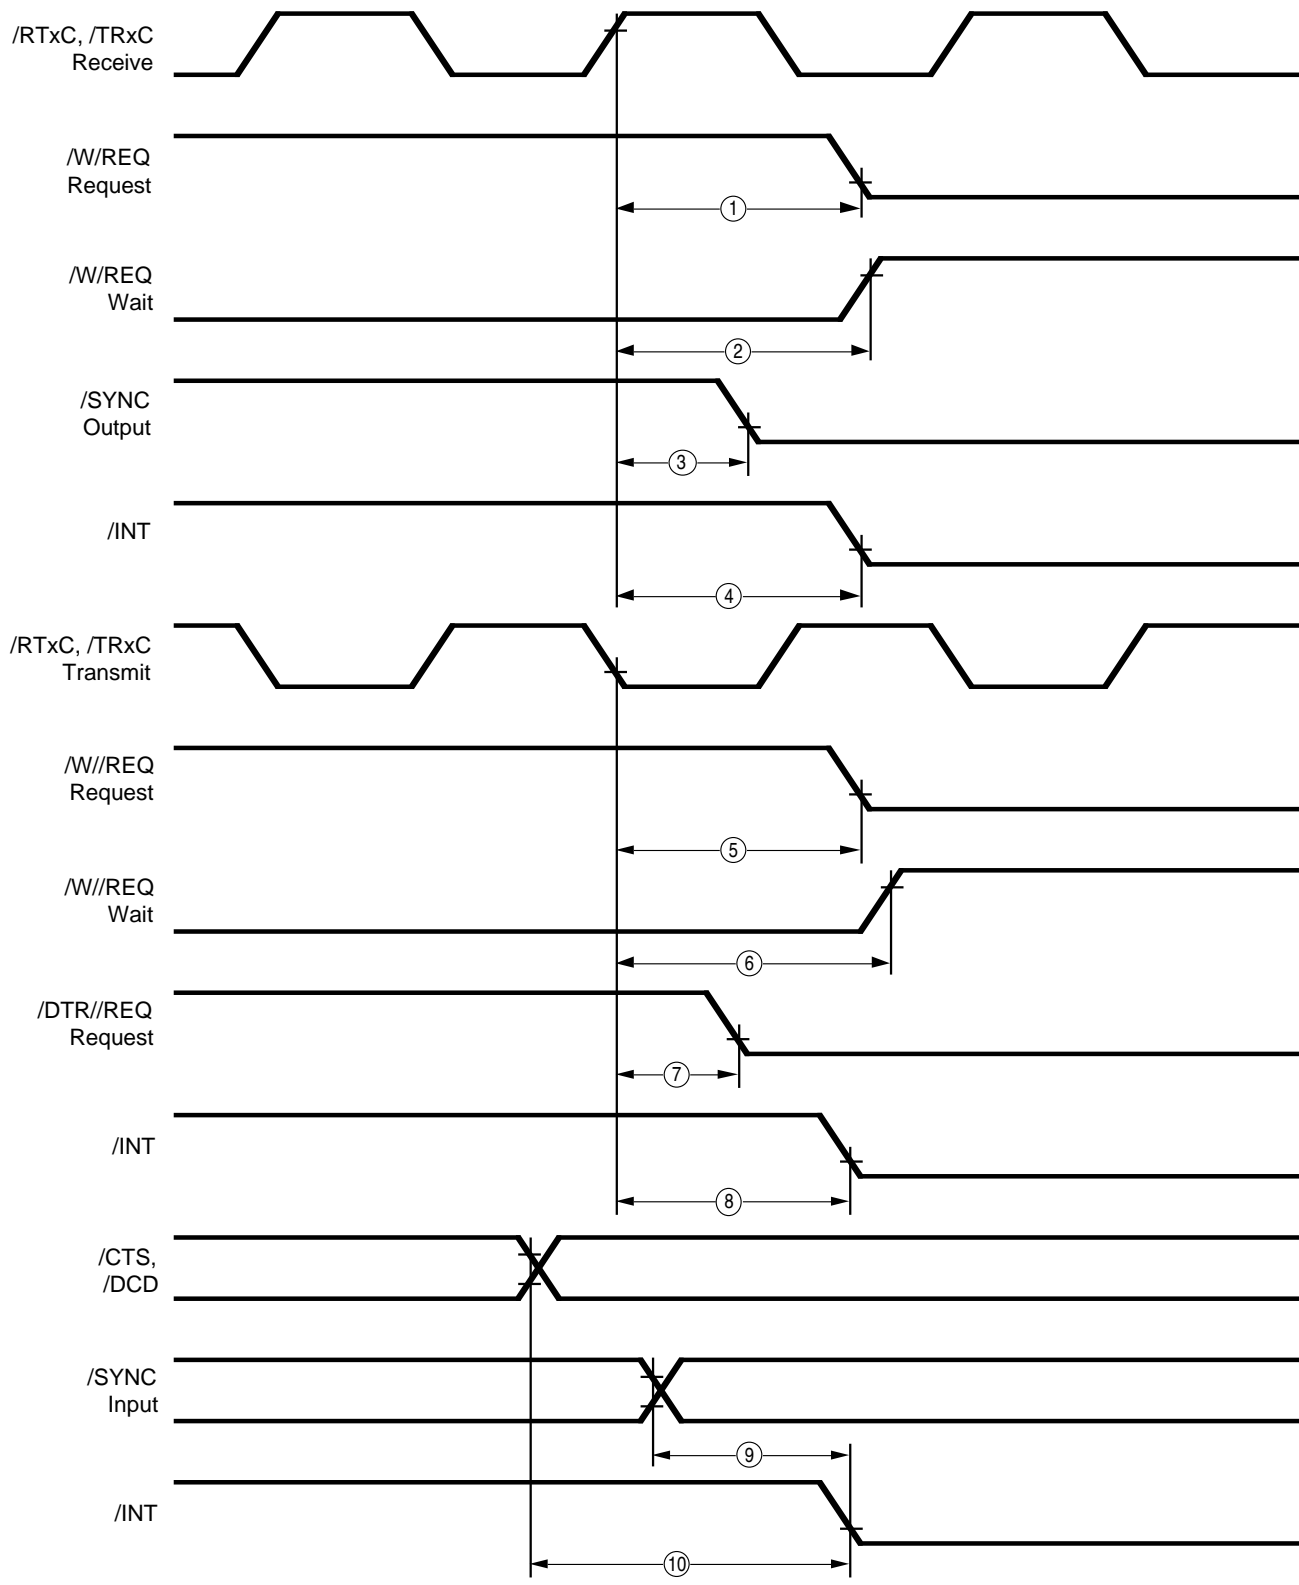 /RTxC, /TRxC
Receive
/W/REQ
Request
1
/W/REQ
Wait
2
/SYNC
Output
3
/INT
4
/RTxC, /TRxC
Transmit
/W//REQ
Request
5
/W//REQ
Wait
6
/DTR//REQ
Request
7
/INT
8
/CTS,
/DCD
/SYNC
Input
9
/INT
10